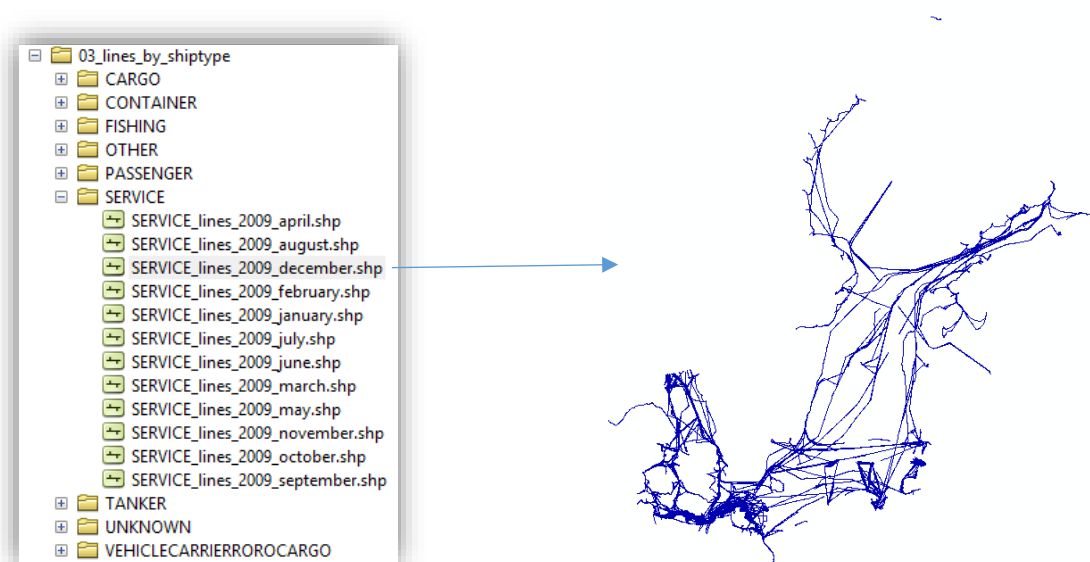 03_lines_by_shiptype
CARGO
CONTAINER
FISHING
OTHER
PASSENGER
SERVICE
SERVICE_lines_2009_april.shp
SERVICE_lines_2009_august.shp
SERVICE_lines_2009_december.shp
SERVICE_lines_2009_february.shp
SERVICE_lines_2009_january.shp
SERVICE_lines_2009_july.shp
SERVICE_lines_2009_june.shp
SERVICE_lines_2009_march.shp
SERVICE_lines_2009_may.shp
SERVICE_lines_2009_november.shp
SERVICE_lines_2009_october.shp
SERVICE_lines_2009_september.shp
TANKER
UNKNOWN
VEHICLECARRIERROROCARGO